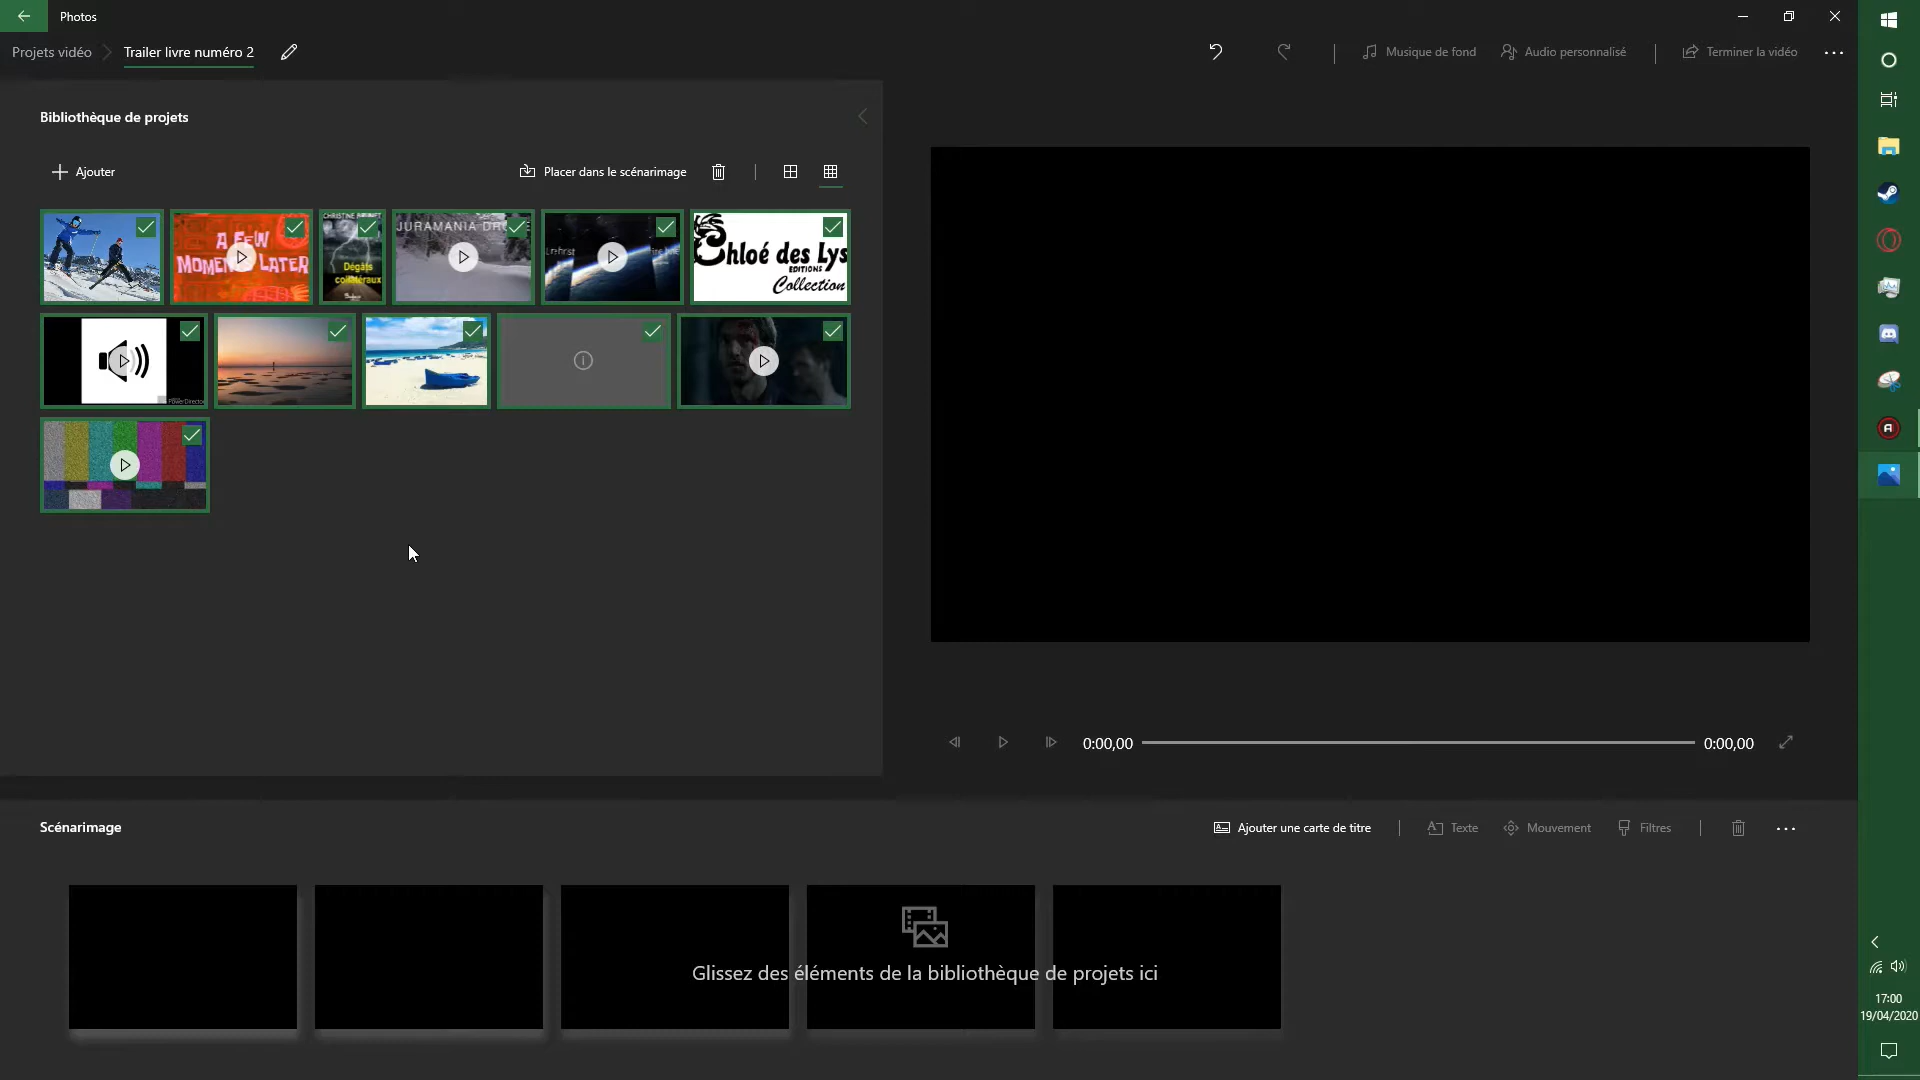 Photos
Projets vidéo
Trailer livre numéro 2
Musique de fond
Audio personnalisé
Terminer la vidéo
Bibliothèque de projets
Ajouter
Placer dans le scénarimage
A FEW
MOMENTS LATER
Dégâts
collatéraux
JURAMANIA
Chloé des Lys
EDITIONS
Collection
PowerDirector
0:00,00
0:00,00
Scénarimage
Ajouter une carte de titre
Texte
Mouvement
Filtres
Glissez des éléments de la bibliothèque de projets ici
17:00
19/04/2020